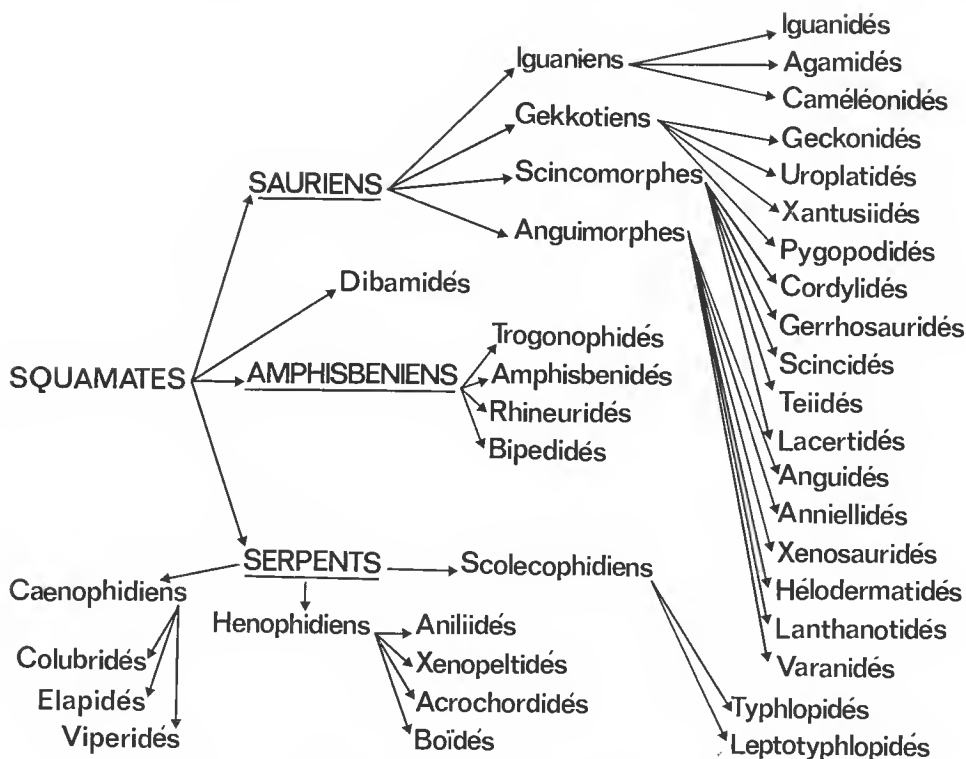 Iguanidés
Iguaniens
Agamidés
Caméléonidés
Gekkotiens
Geckonidés
SAURIENS
Scincomorphes
Uroplatidés
Xantusiidés
Anguimorphes
Pygopodidés
Dibamidés
Cordylidés
Gerrhosauridés
Trogonophidés
Scincidés
SQUAMATES
AMPHISBENIENS
Amphisbenidés
Teiidés
Rhineuridés
Lacertidés
Bipedidés
Anguidés
Anniellidés
Xenosauridés
SERPENTS
Scolecophidiens
Caenophidiens
Hélodermatidés
Henophidiens
Aniliidés
Lanthanotidés
Colubridés
Xenopeltidés
Varanidés
Elapidés
Acrochordidés
Typhlopidés
Viperidés
Boïdés
Leptotyphlopidés